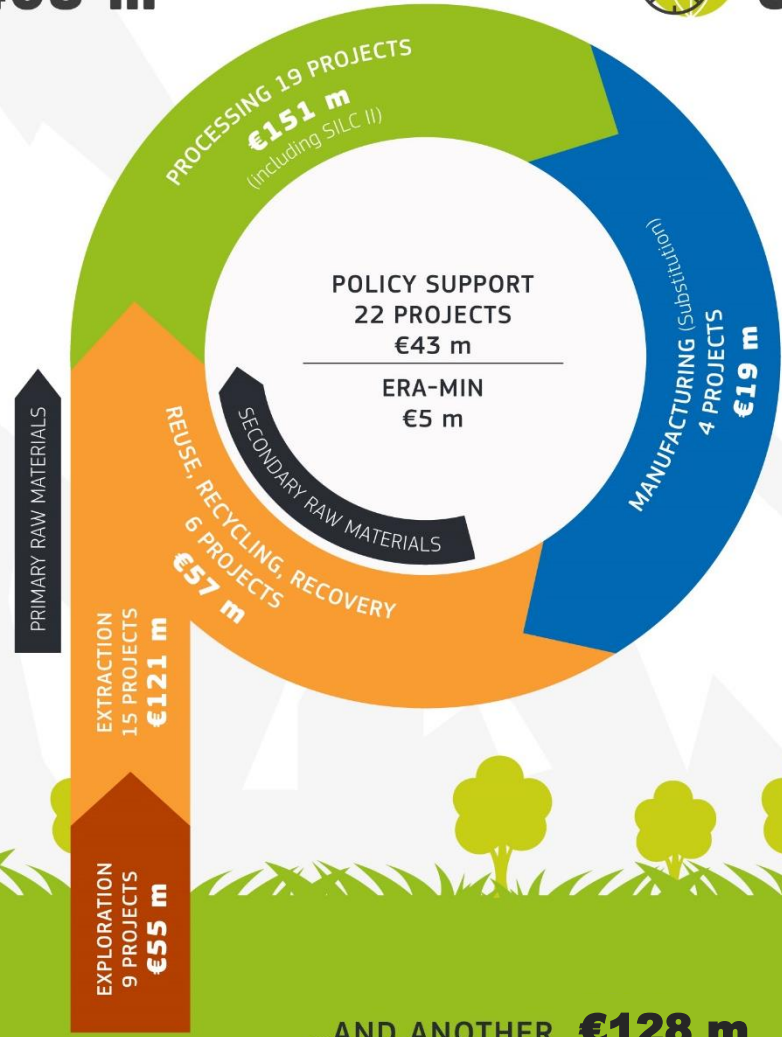 PROCESSING 19 PROJECTS
€151 m
(including SILC II)
MANUFACTURING (Substitution)
4 PROJECTS
€19 m
POLICY SUPPORT
22 PROJECTS
€43 m
ERA-MIN
€5 m
SECONDARY RAW MATERIALS
REUSE, RECYCLING, RECOVERY
6 PROJECTS
€57 m
PRIMARY RAW MATERIALS
EXTRACTION
15 PROJECTS
€121 m
EXPLORATION
9 PROJECTS
€55 m
AND ANOTHER €128 m